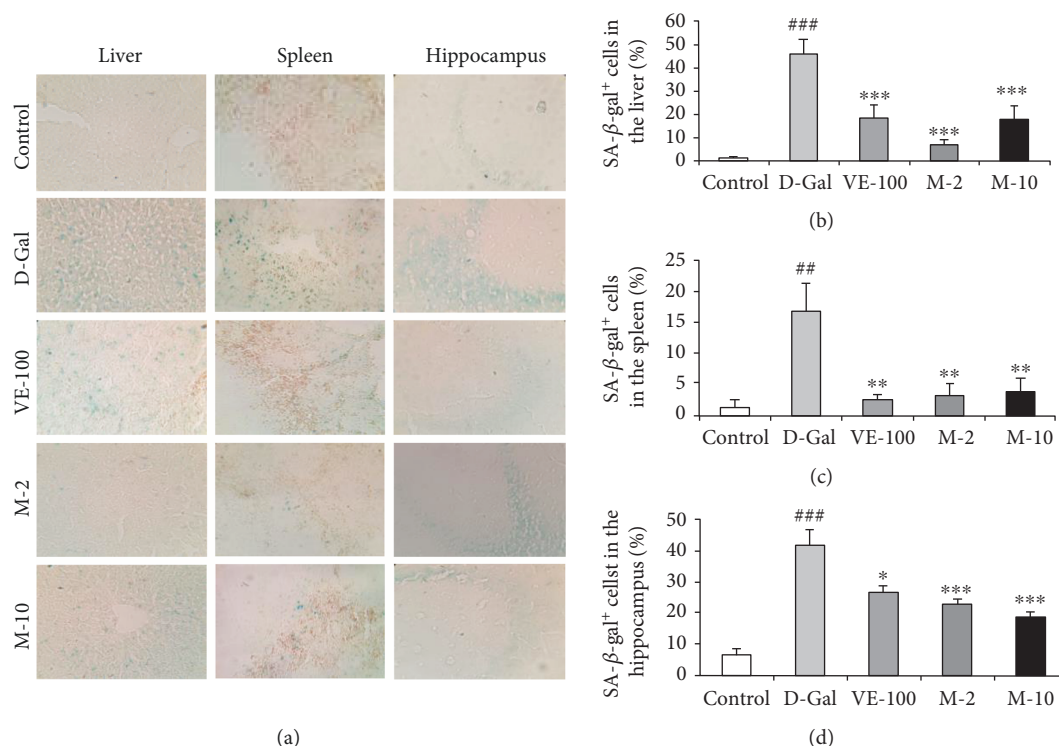 Liver Spleen Hippocampus
Control
D-Gal
VE-100
M-2
M-10
(a)
SA-β-gal⁺ cells in
the liver (%)
60
50
40
30
20
10
0
###
***
***
***
Control D-Gal VE-100 M-2 M-10
(b)
SA-β-gal⁺ cells
in the spleen (%)
25
20
15
10
5
0
##
**
**
**
Control D-Gal VE-100 M-2 M-10
(c)
SA-β-gal⁺ cellst in the
hippocampus (%)
50
40
30
20
10
0
###
*
***
***
Control D-Gal VE-100 M-2 M-10
(d)